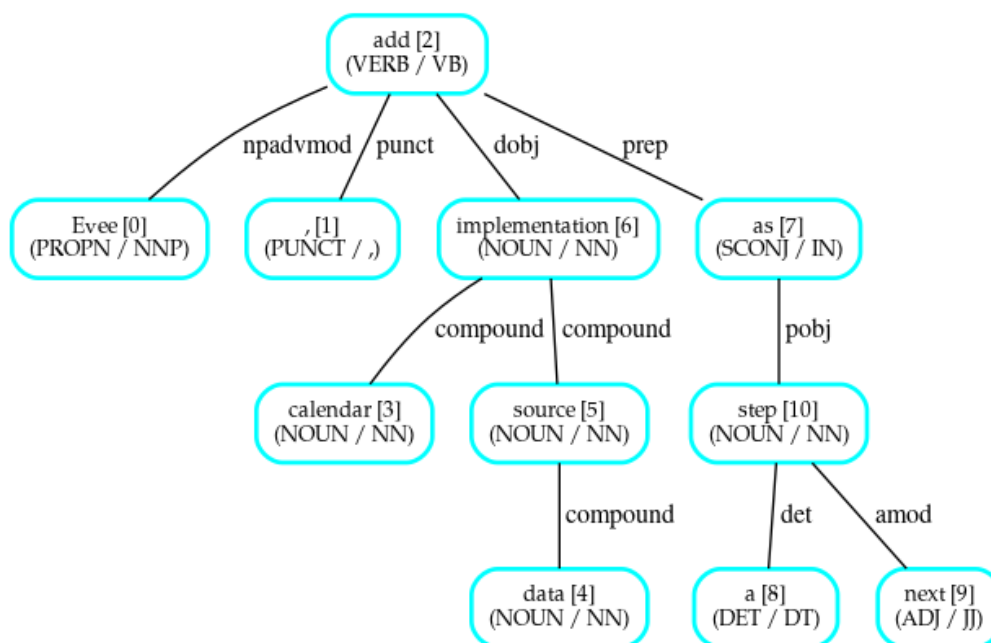 add [2]
(VERB / VB)
npadvmod
punct
dobj
prep
Evee [0]
(PROPN / NNP)
, [1]
(PUNCT / ,)
implementation [6]
(NOUN / NN)
as [7]
(SCONJ / IN)
compound
compound
pobj
calendar [3]
(NOUN / NN)
source [5]
(NOUN / NN)
step [10]
(NOUN / NN)
compound
det
amod
data [4]
(NOUN / NN)
a [8]
(DET / DT)
next [9]
(ADJ / JJ)